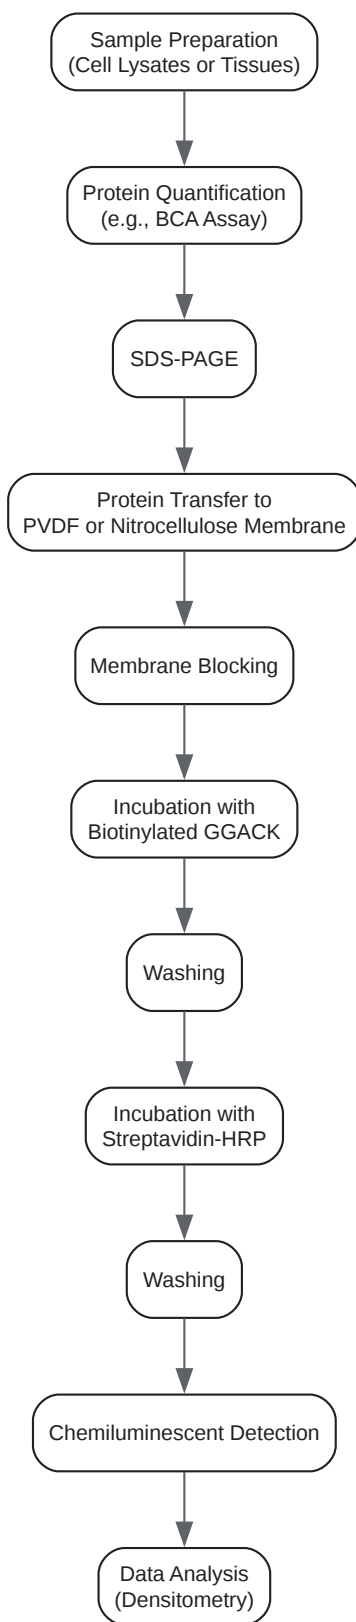 Sample Preparation
(Cell Lysates or Tissues)
Protein Quantification
(e.g., BCA Assay)
SDS-PAGE
Protein Transfer to
PVDF or Nitrocellulose Membrane
Membrane Blocking
Incubation with
Biotinylated GGACK
Washing
Incubation with
Streptavidin-HRP
Washing
Chemiluminescent Detection
Data Analysis
(Densitometry)